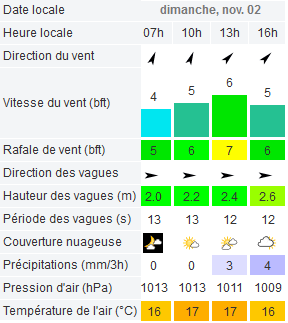 Date locale dimanche, nov. 02
Heure locale 07h 10h 13h 16h
Direction du vent
Vitesse du vent (bft) 4 5 6 5
Rafale de vent (bft) 5 6 7 6
Direction des vagues
Hauteur des vagues (m) 2.0 2.2 2.4 2.6
Période des vagues (s) 13 13 12 12
Couverture nuageuse
Précipitations (mm/3h) 0 0 3 4
Pression d'air (hPa) 1013 1013 1011 1009
Température de l'air (°C) 16 17 17 16